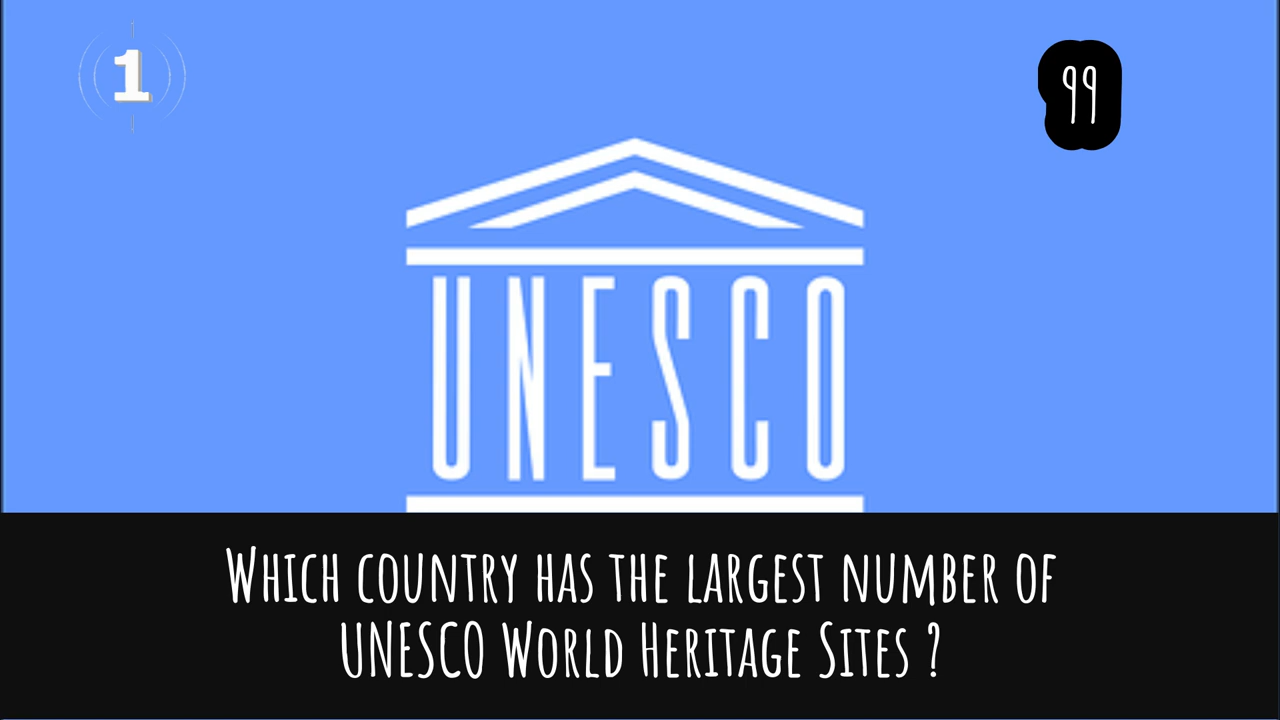 1
99
UNESCO
Which country has the largest number of
UNESCO World Heritage Sites ?